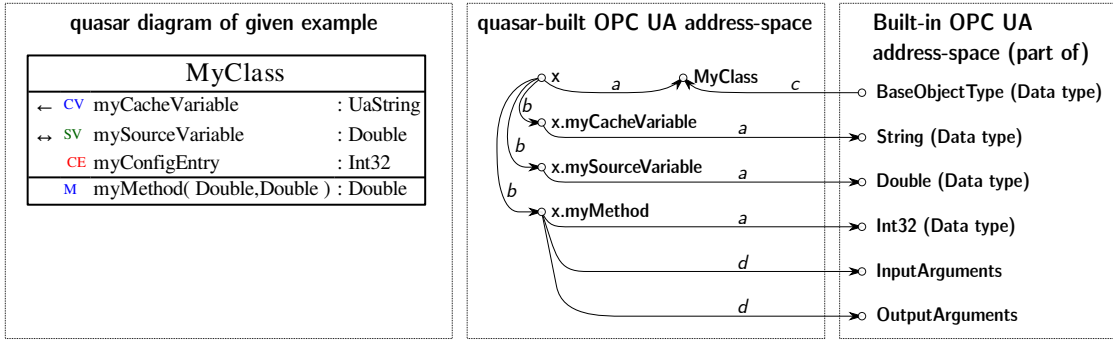 quasar diagram of given example
MyClass
← CV myCacheVariable : UaString
↔ SV mySourceVariable : Double
CE myConfigEntry : Int32
M myMethod( Double,Double ) : Double
quasar-built OPC UA address-space
x
a
MyClass
c
b
x.myCacheVariable
a
b
x.mySourceVariable
a
b
x.myMethod
a
d
d
Built-in OPC UA
address-space (part of)
BaseObjectType (Data type)
String (Data type)
Double (Data type)
Int32 (Data type)
InputArguments
OutputArguments